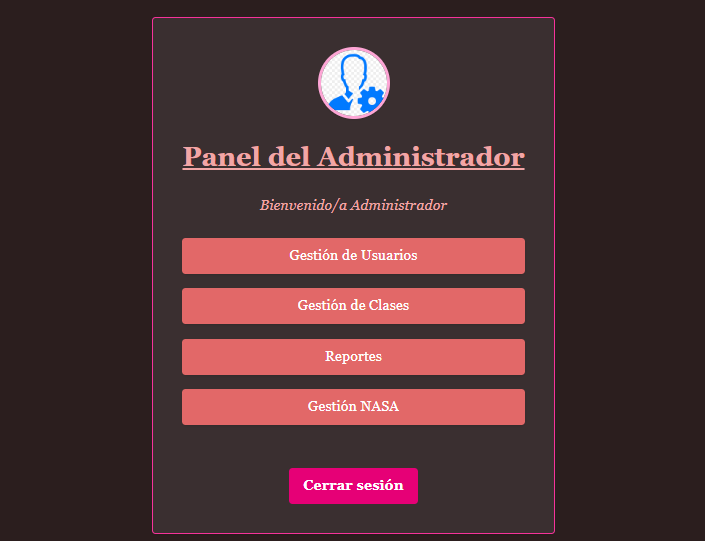 Panel del Administrador
Bienvenido/a Administrador
Gestión de Usuarios
Gestión de Clases
Reportes
Gestión NASA
Cerrar sesión